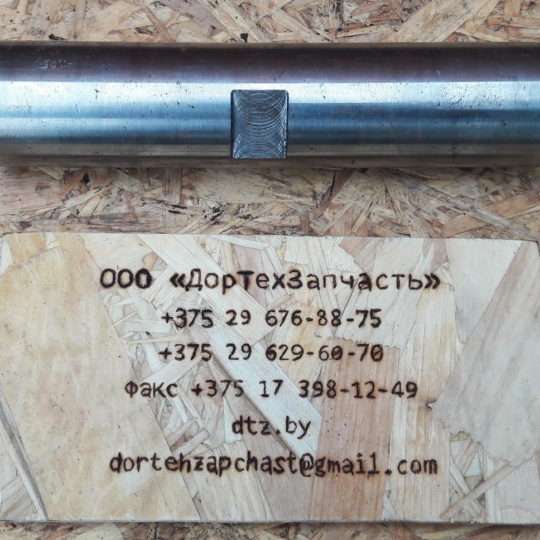 ООО «ДорТехЗапчасть»
+375 29 676-88-75
+375 29 629-60-70
Факс +375 17 398-12-49
dtz.by
dortehzapchast@gmail.com